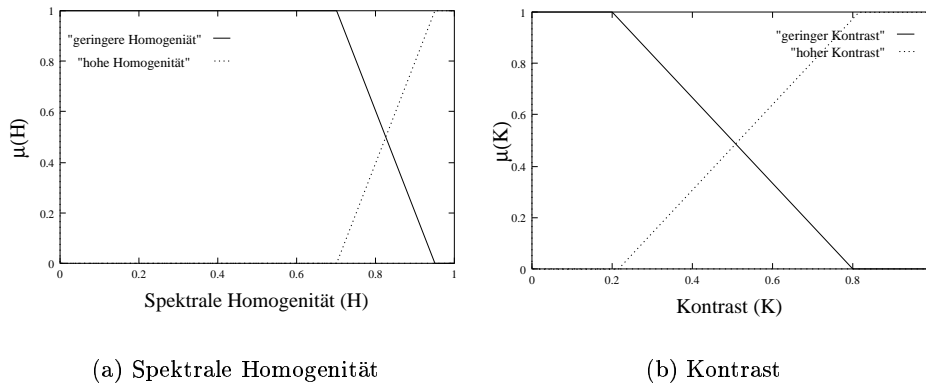 1
0.8
0.6
0.4
0.2
0
µ(H)
"geringere Homogeniät"
"hohe Homogenität"
0 0.2 0.4 0.6 0.8 1
Spektrale Homogenität (H)
(a) Spektrale Homogenität
1
0.8
0.6
0.4
0.2
0
µ(K)
"geringer Kontrast"
"hoher Kontrast"
0 0.2 0.4 0.6 0.8
Kontrast (K)
(b) Kontrast